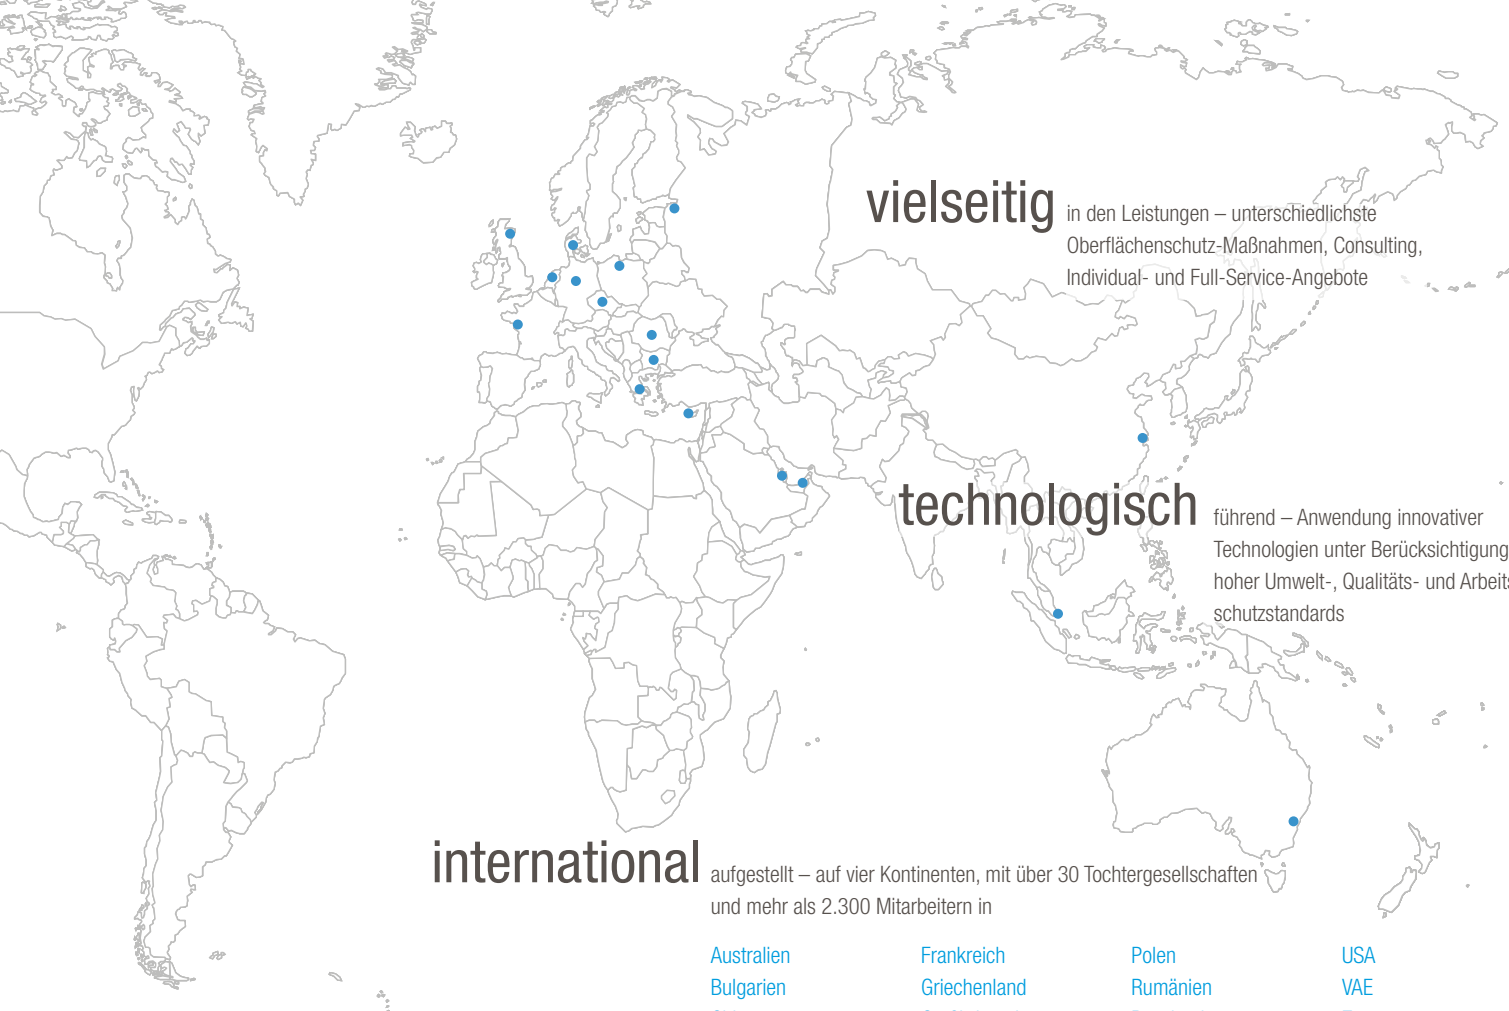 vielseitig in den Leistungen – unterschiedlichste
Oberflächenschutz-Maßnahmen, Consulting,
Individual- und Full-Service-Angebote
technologisch führend – Anwendung innovativer
Technologien unter Berücksichtigung
hoher Umwelt-, Qualitäts- und Arbeits
schutzstandards
international aufgestellt – auf vier Kontinenten, mit über 30 Tochtergesellschaften
und mehr als 2.300 Mitarbeitern in
Australien Frankreich Polen USA
Bulgarien Griechenland Rumänien VAE